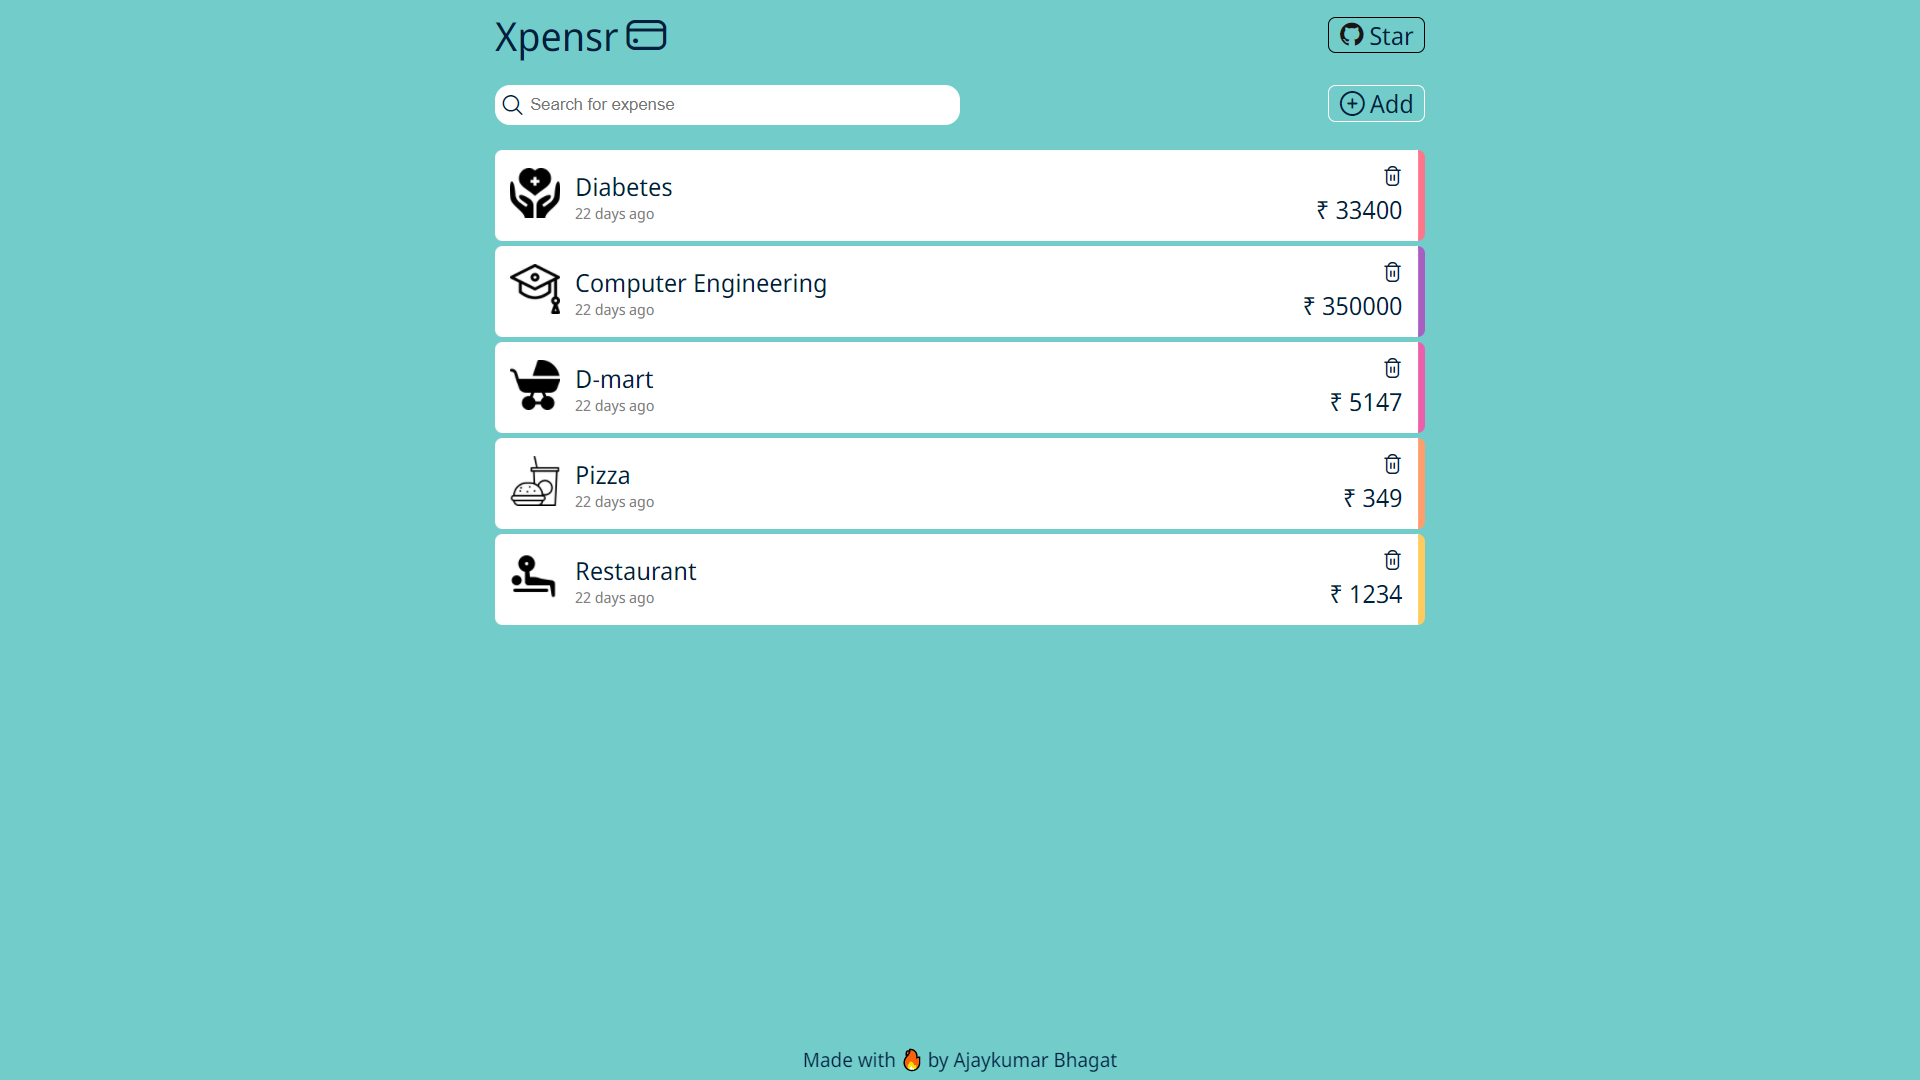 Xpensr
Star
Search for expense
Add
Diabetes
22 days ago
₹ 33400
Computer Engineering
22 days ago
₹ 350000
D-mart
22 days ago
₹ 5147
Pizza
22 days ago
₹ 349
Restaurant
22 days ago
₹ 1234
Made with 🔥 by Ajaykumar Bhagat